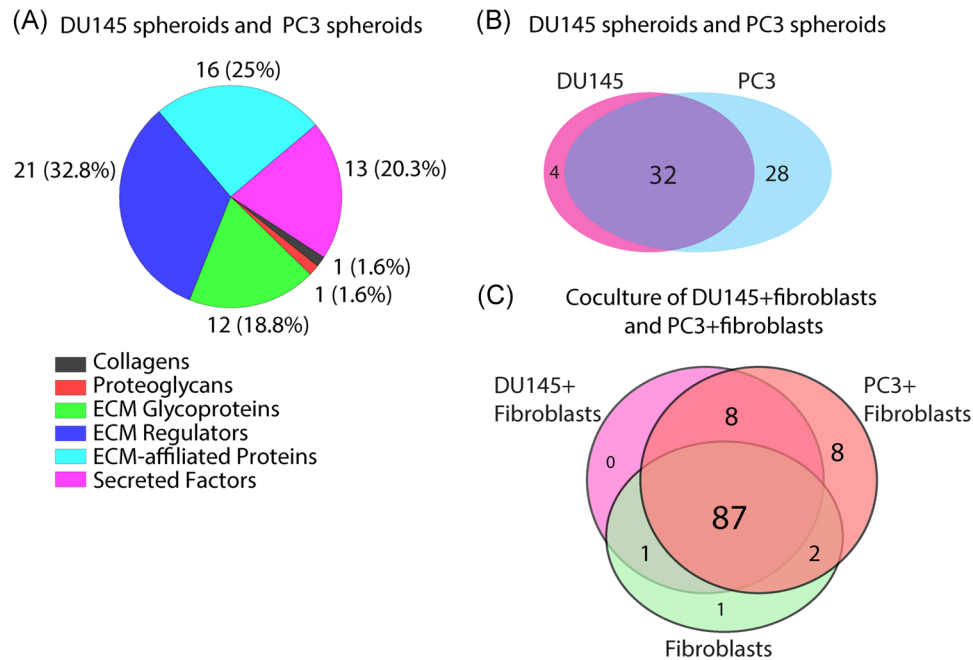 (A) DU145 spheroids and PC3 spheroids
16 (25%)
21 (32.8%)
13 (20.3%)
1 (1.6%)
1 (1.6%)
12 (18.8%)
Collagens
Proteoglycans
ECM Glycoproteins
ECM Regulators
ECM-affiliated Proteins
Secreted Factors
(B) DU145 spheroids and PC3 spheroids
DU145
PC3
4
32
28
(C) Coculture of DU145+fibroblasts
and PC3+fibroblasts
DU145+
Fibroblasts
PC3+
Fibroblasts
8
0
8
87
1
2
1
Fibroblasts